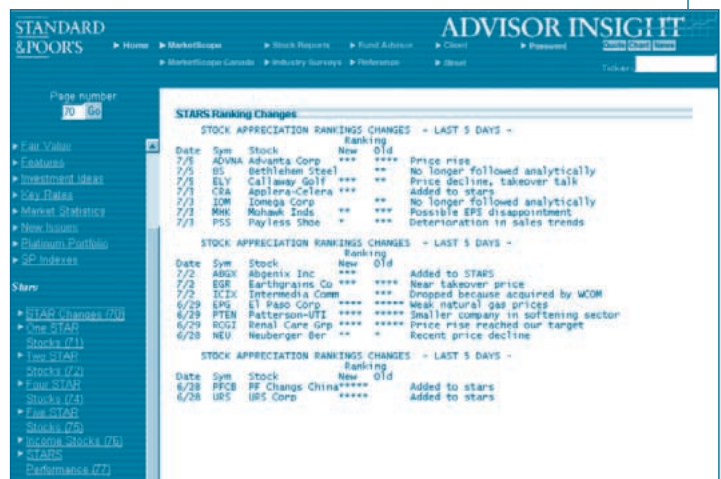 STANDARD
&POOR'S
ADVISOR INSIGHT
Home MarketScope Stock Reports Fund Advisor Client Password Quote Chart News
MarketScope Canada Industry Surveys Reference Street Ticker:
Page number:
70 Go
Fair Value
Features
Investment Ideas
Key Rates
Market Statistics
New Issues
Platinum Portfolio
SP Indexes
Stars
STAR Changes (70)
One STAR
Stocks (71)
Two STAR
Stocks (72)
Four STAR
Stocks (74)
Five STAR
Stocks (75)
Income Stocks (76)
STARS
Performance (77)
STARS Ranking Changes
STOCK APPRECIATION RANKINGS CHANGES - LAST 5 DAYS -
Ranking
Date Sym Stock New Old
7/5 ADVNA Advanta Corp *** **** Price rise
7/5 BS Bethlehem Steel ** No longer followed analytically
7/5 ELY Callaway Golf *** ** Price decline, takeover talk
7/3 CRA Applera-Celera *** Added to stars
7/3 IOM Iomega Corp ** No longer followed analytically
7/3 MHK Mohawk Inds ** *** Possible EPS disappointment
7/3 PSS Payless Shoe * *** Deterioration in sales trends
STOCK APPRECIATION RANKINGS CHANGES - LAST 5 DAYS -
Ranking
Date Sym Stock New Old
7/2 ABGX Abgenix Inc *** Added to STARS
7/2 EGR Earthgrains Co *** **** Near takeover price
7/2 ICIX Intermedia Comm *** Dropped because acquired by WCOM
6/29 EPG El Paso Corp **** ***** Weak natural gas prices
6/29 PTEN Patterson-UTI **** ***** Smaller company in softening sector
6/29 RCGI Renal Care Grp **** ***** Price rise reached our target
6/28 NEU Neuberger Ber ** * Recent price decline
STOCK APPRECIATION RANKINGS CHANGES - LAST 5 DAYS -
Ranking
Date Sym Stock New Old
6/28 PFCB PF Changs China***** Added to stars
6/28 URS URS Corp ***** Added to stars